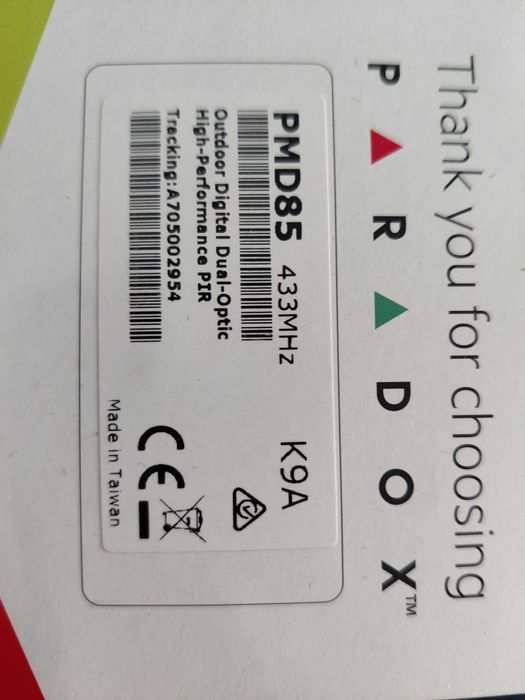 Thank you for choosing
PARADOX™
PMD85 433MHz K9A
Outdoor Digital Dual-Optic
High-Performance PIR
Tracking:A705002954
Made in Taiwan
CE